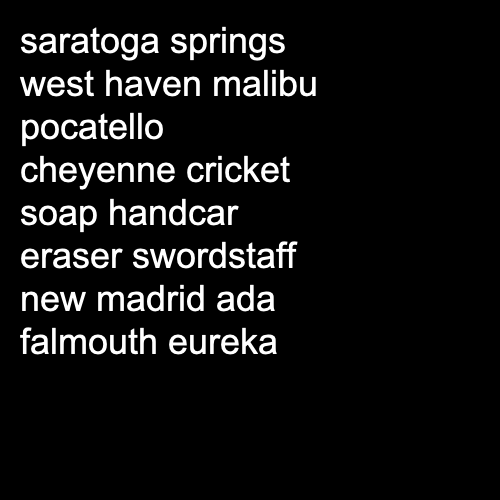 saratoga springs
west haven malibu
pocatello
cheyenne cricket
soap handcar
eraser swordstaff
new madrid ada
falmouth eureka